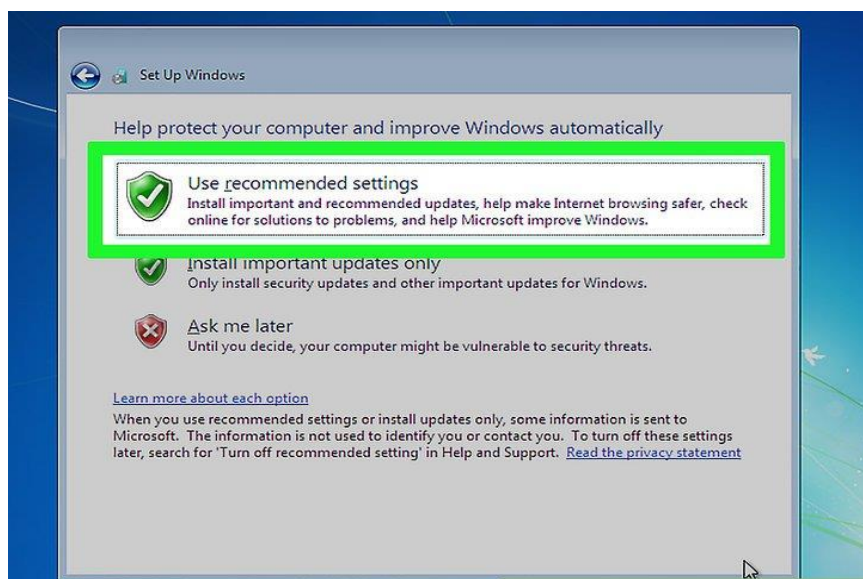 Set Up Windows
Help protect your computer and improve Windows automatically
Use recommended settings
Install important and recommended updates, help make Internet browsing safer, check
online for solutions to problems, and help Microsoft improve Windows.
Install important updates only
Only install security updates and other important updates for Windows.
Ask me later
Until you decide, your computer might be vulnerable to security threats.
Learn more about each option
When you use recommended settings or install updates only, some information is sent to
Microsoft. The information is not used to identify you or contact you. To turn off these settings
later, search for 'Turn off recommended setting' in Help and Support. Read the privacy statement